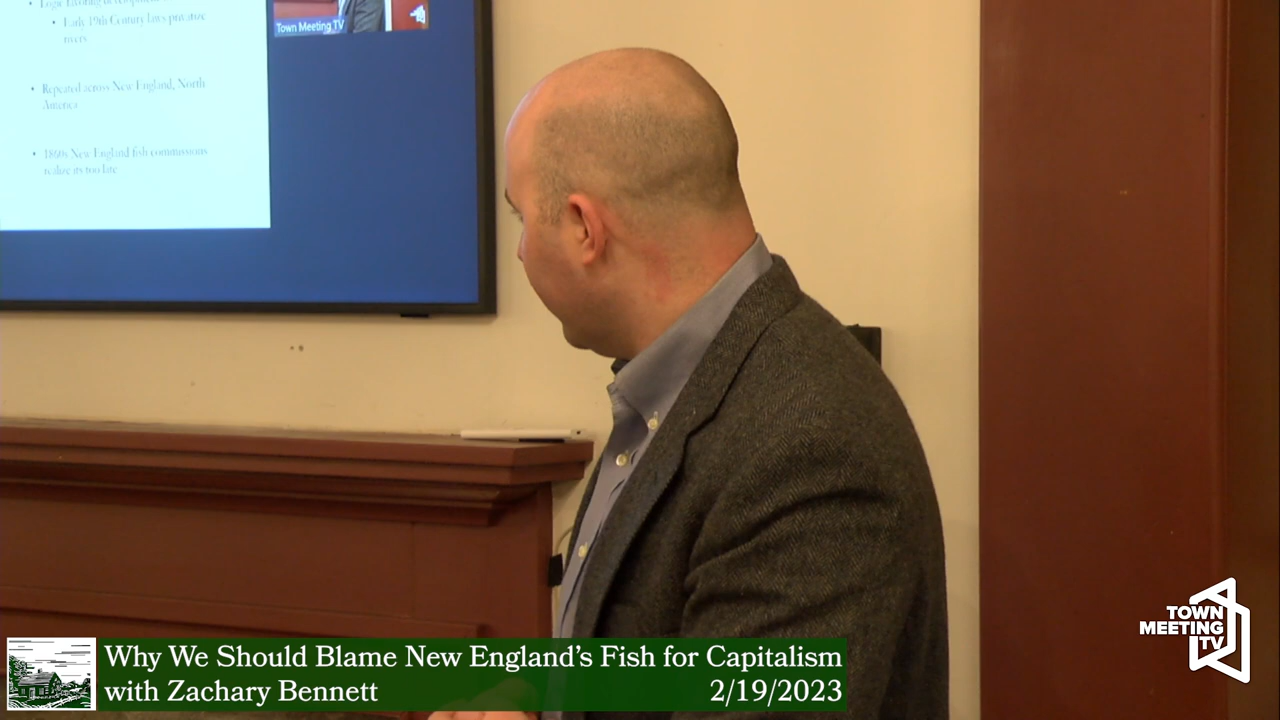 Logic favoring
• Early 19th Century laws privatize
rivers
• Repeated across New England, North
America
• 1860s New England fish commissions
realize its too late
Town Meeting TV
Why We Should Blame New England's Fish for Capitalism
with Zachary Bennett
2/19/2023
TOWN
MEETING
TV